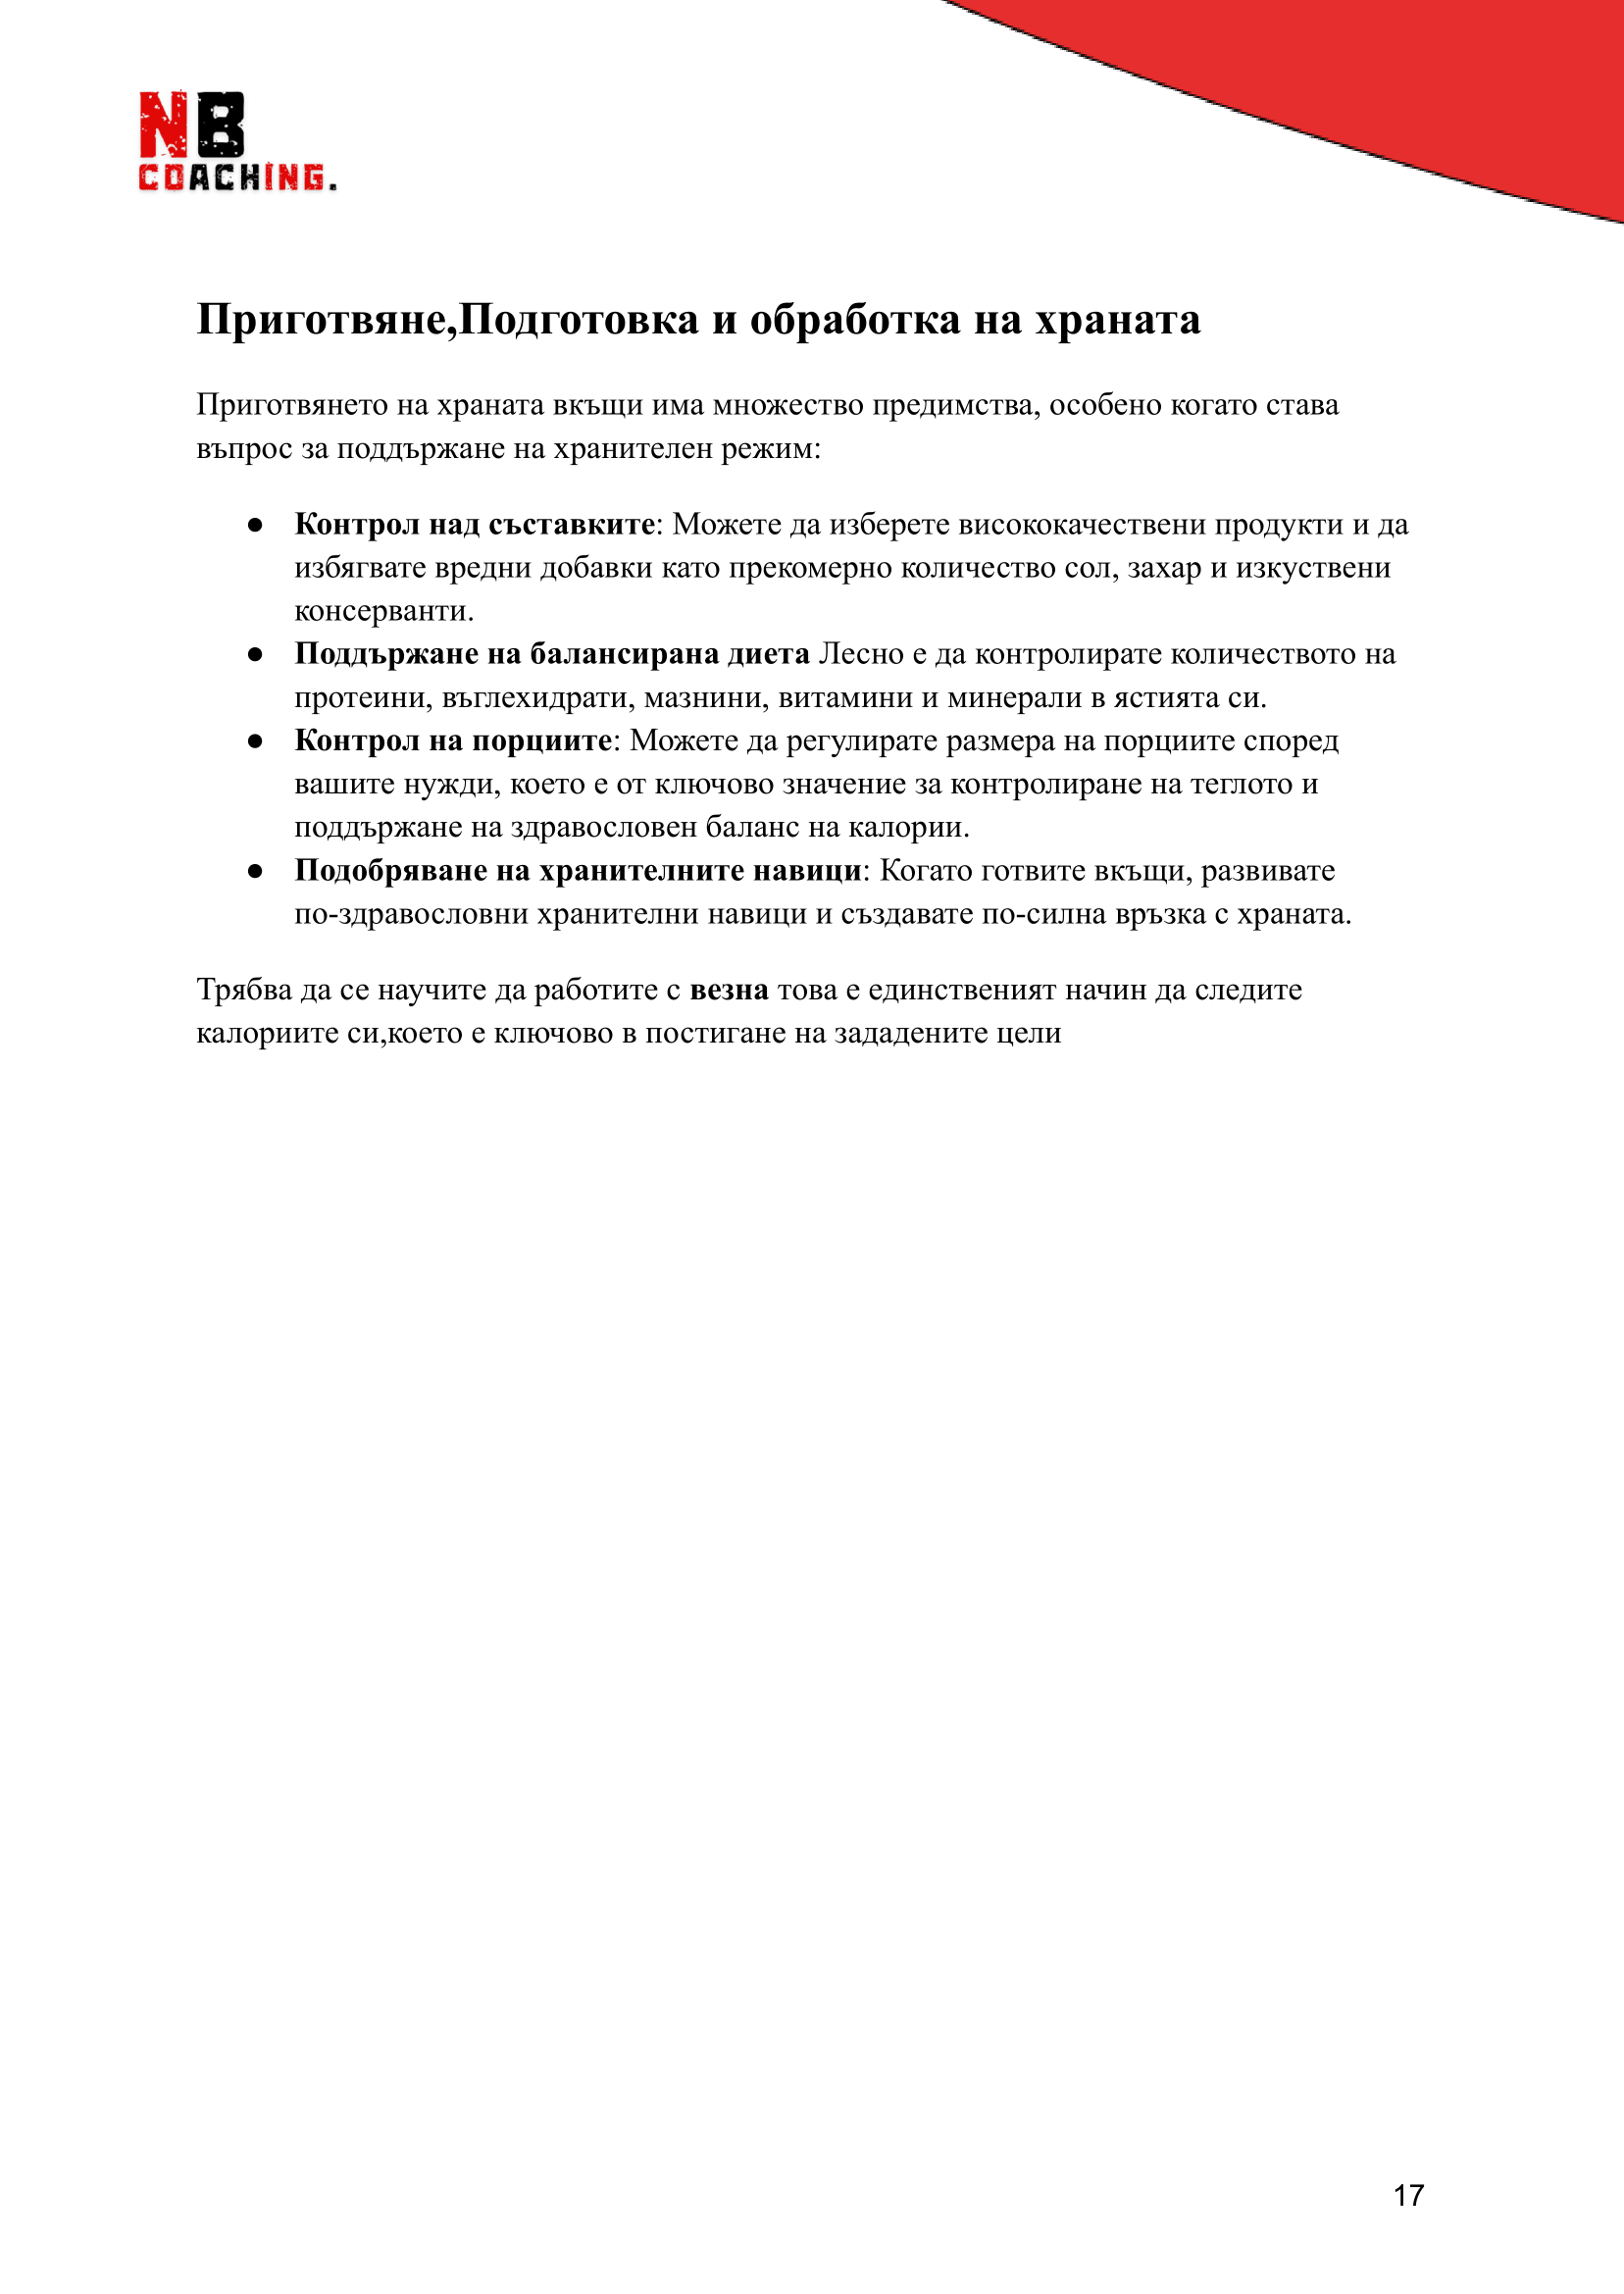 NB
COACHING.
Приготвяне,Подготовка и обработка на храната
Приготвянето на храната вкъщи има множество предимства, особено когато става
въпрос за поддържане на хранителен режим:
● Контрол над съставките: Можете да изберете висококачествени продукти и да
избягвате вредни добавки като прекомерно количество сол, захар и изкуствени
консерванти.
● Поддържане на балансирана диета Лесно е да контролирате количеството на
протеини, въглехидрати, мазнини, витамини и минерали в ястията си.
● Контрол на порциите: Можете да регулирате размера на порциите според
вашите нужди, което е от ключово значение за контролиране на теглото и
поддържане на здравословен баланс на калории.
● Подобряване на хранителните навици: Когато готвите вкъщи, развивате
по-здравословни хранителни навици и създавате по-силна връзка с храната.
Трябва да се научите да работите с везна това е единственият начин да следите
калориите си,което е ключово в постигане на зададените цели
17